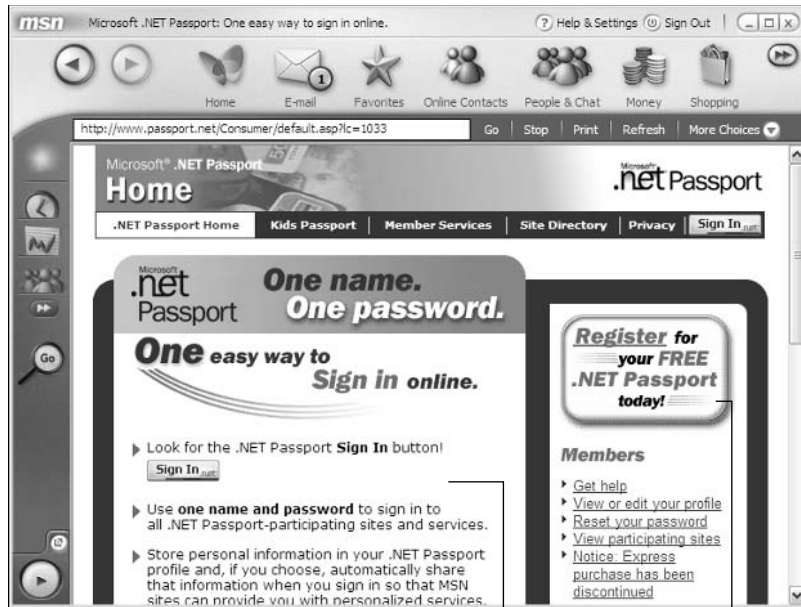 msn Microsoft .NET Passport: One easy way to sign in online. ? Help & Settings Sign Out
1
Home E-mail Favorites Online Contacts People & Chat Money Shopping
http://www.passport.net/Consumer/default.asp?lc=1033 Go Stop Print Refresh More Choices
Microsoft® .NET Passport
Home
Microsoft
.net Passport
.NET Passport Home Kids Passport Member Services Site Directory Privacy Sign In .net
Microsoft
.net
Passport
One name.
One password.
One easy way to
Sign in online.
Look for the .NET Passport Sign In button!
Sign In .net
Use one name and password to sign in to
all .NET Passport-participating sites and services.
Store personal information in your .NET Passport
profile and, if you choose, automatically share
that information when you sign in so that MSN
sites can provide you with personalized services.
Register for
your FREE
.NET Passport
today!
Members
Get help
View or edit your profile
Reset your password
View participating sites
Notice: Express
purchase has been
discontinued
Go